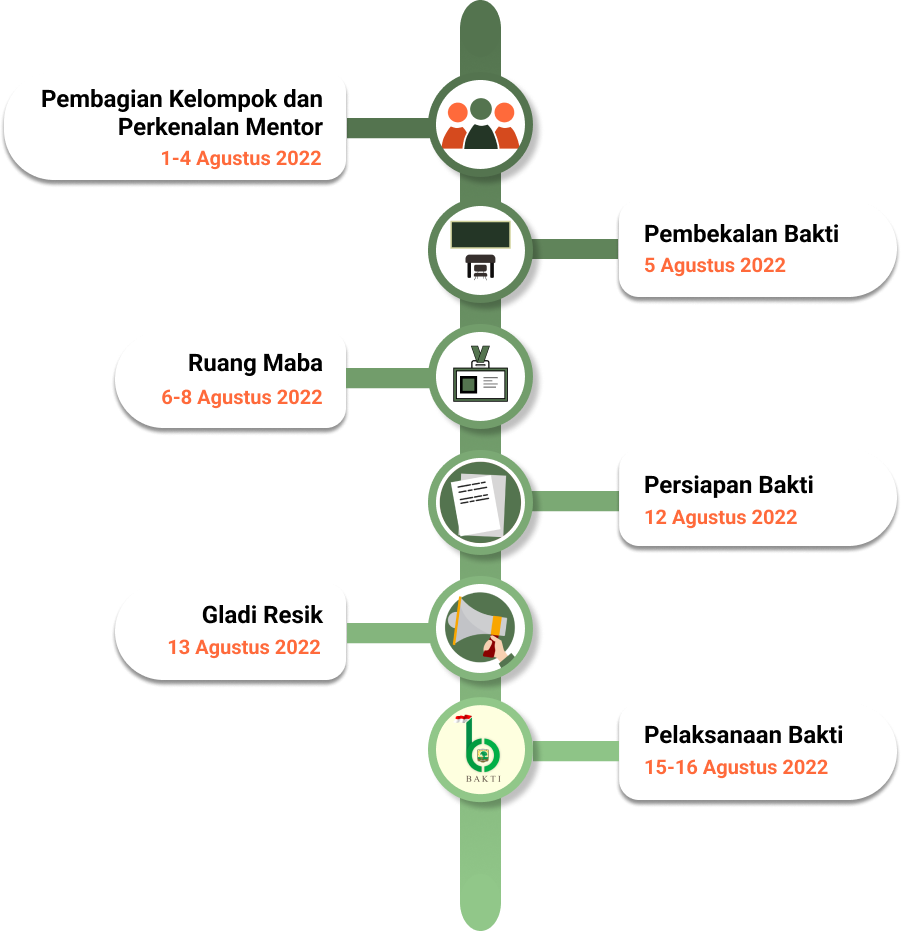 Pembagian Kelompok dan
Perkenalan Mentor
1-4 Agustus 2022
Pembekalan Bakti
5 Agustus 2022
Ruang Maba
6-8 Agustus 2022
Persiapan Bakti
12 Agustus 2022
Gladi Resik
13 Agustus 2022
Pelaksanaan Bakti
15-16 Agustus 2022
BAKTI